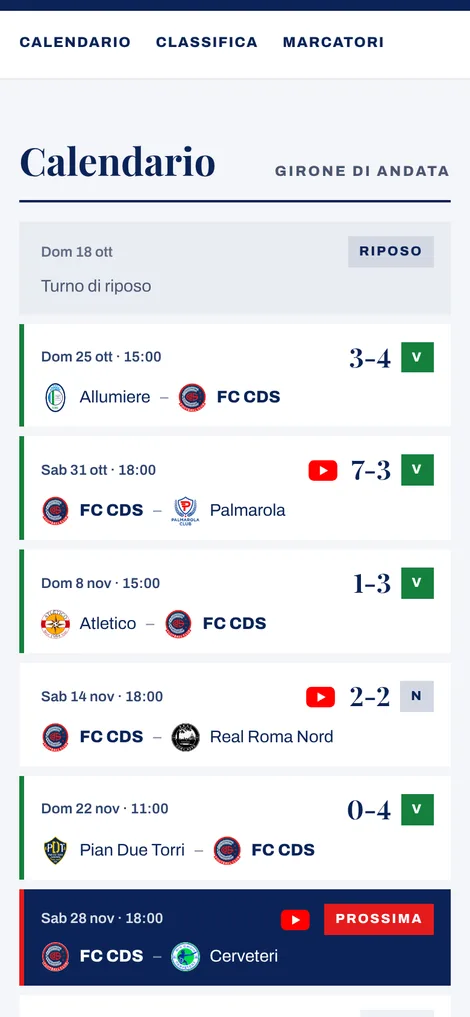 CALENDARIO CLASSIFICA MARCATORI
Calendario GIRONE DI ANDATA
Dom 18 ott RIPOSO
Turno di riposo
Dom 25 ott · 15:00 3-4 V
Allumiere – FC CDS
Sab 31 ott · 18:00 7-3 V
FC CDS – PALMAROLA CLUB Palmarola
Dom 8 nov · 15:00 1-3 V
Atletico – FC CDS
Sab 14 nov · 18:00 2-2 N
FC CDS – Real Roma Nord
Dom 22 nov · 11:00 0-4 V
PDT Pian Due Torri – FC CDS
Sab 28 nov · 18:00 PROSSIMA
FC CDS – Cerveteri